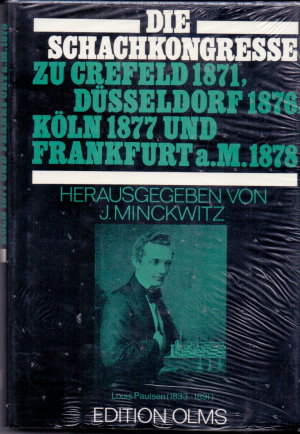 DIE
SCHACHKONGRESSE
ZU CREFELD 1871,
DÜSSELDORF 1876
KÖLN 1877 UND
FRANKFURT a.M. 1878
HERAUSGEGEBEN VON
J. MINCKWITZ
Louis Paulsen (1833-1891)
EDITION OLMS